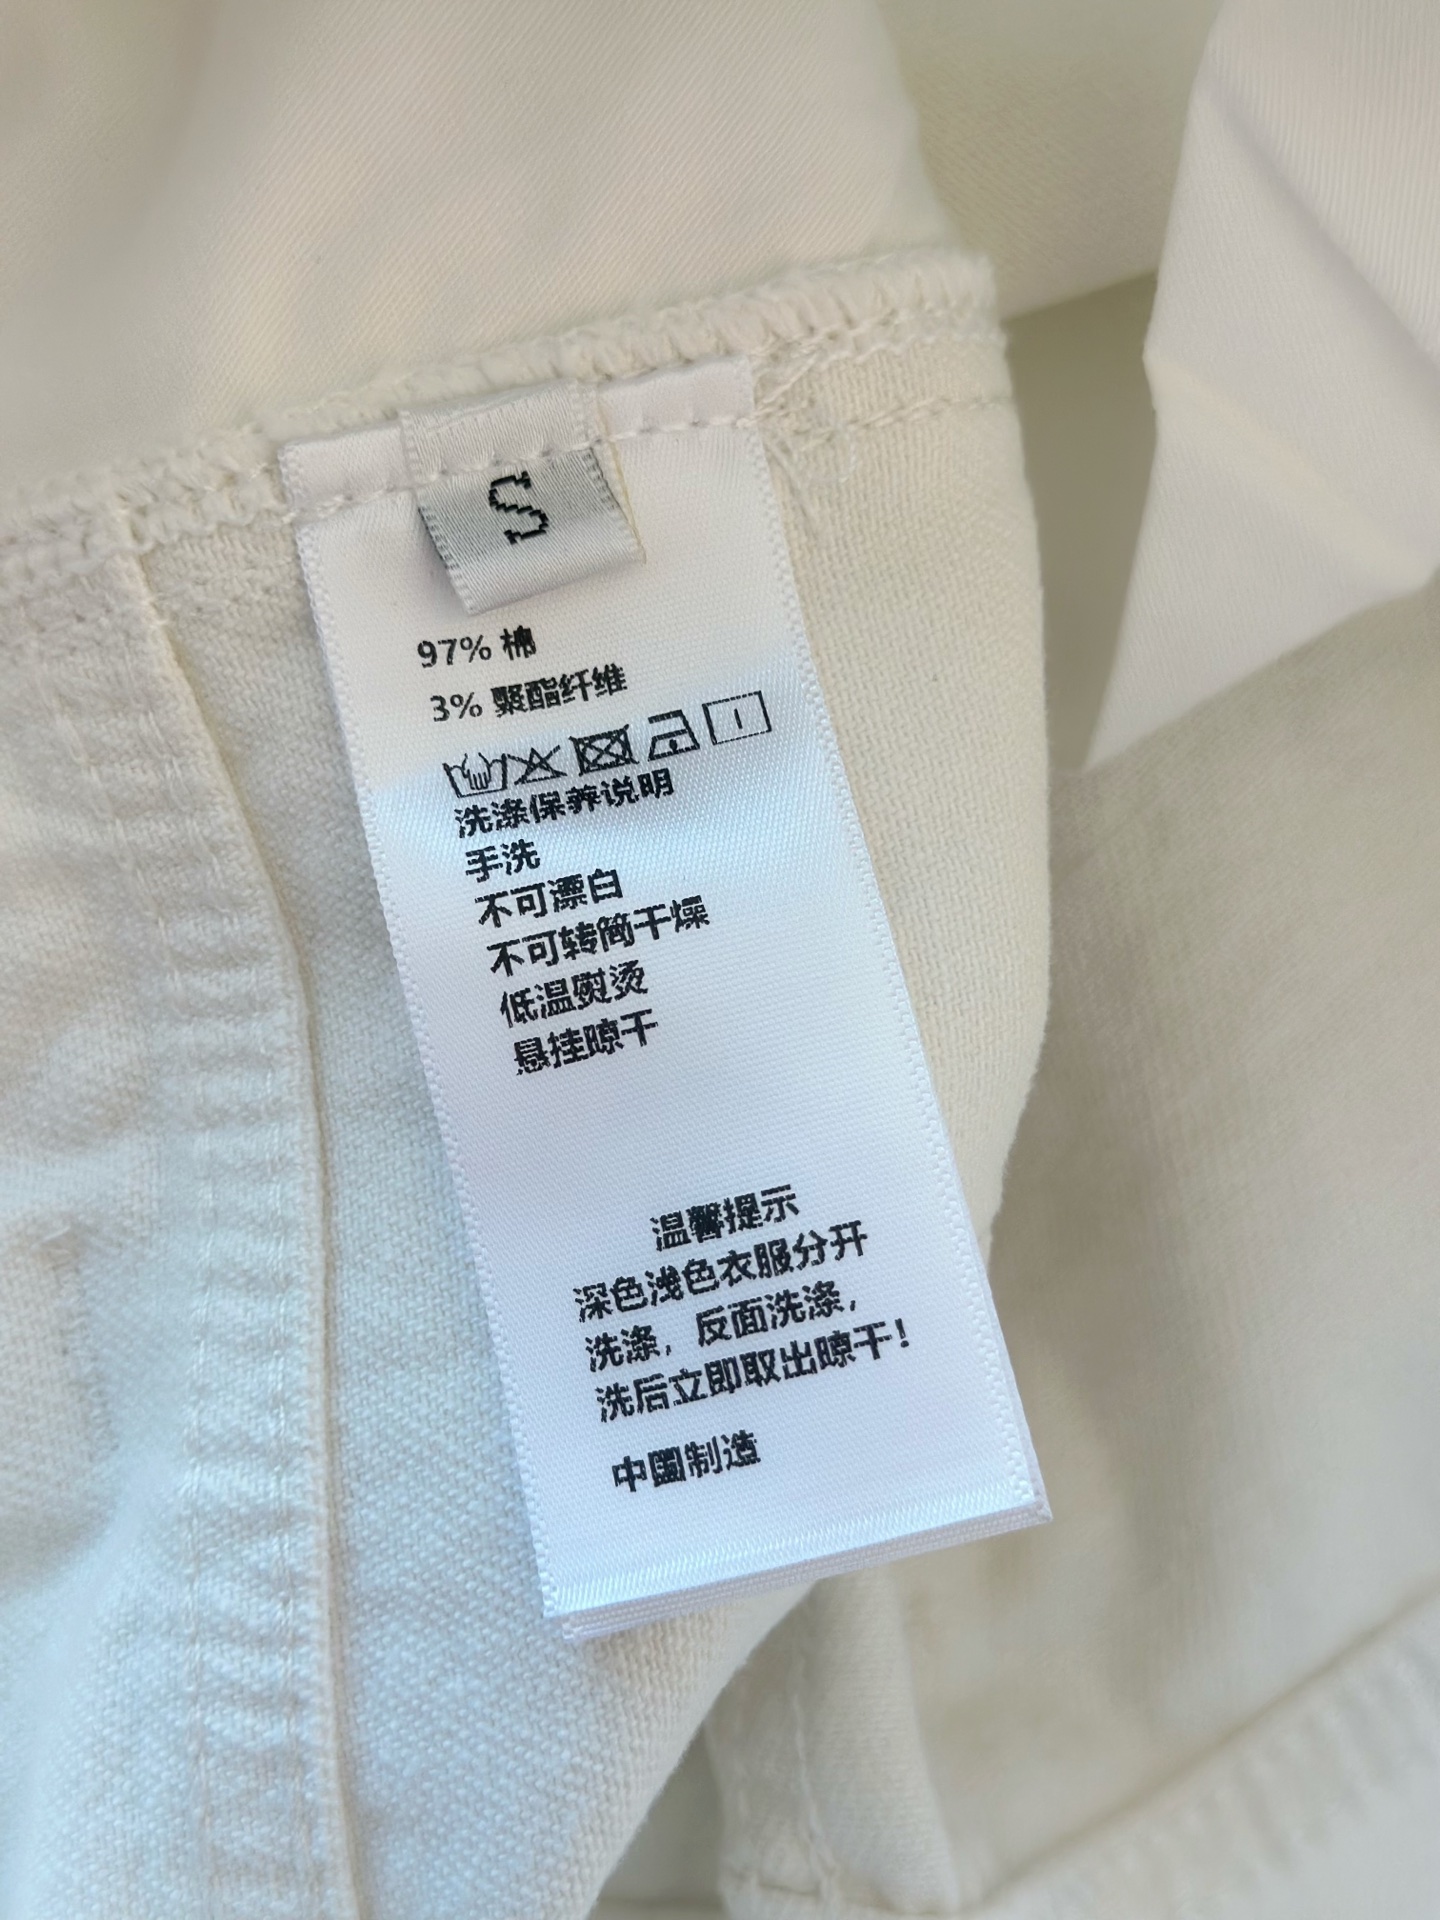 S
97% 棉
3% 聚酯纤维
洗涤保养说明
手洗
不可漂白
不可转筒干燥
低温熨烫
悬挂晾干
温馨提示
深色浅色衣服分开
洗涤，反面洗涤，
洗后立即取出晾干！
中国制造